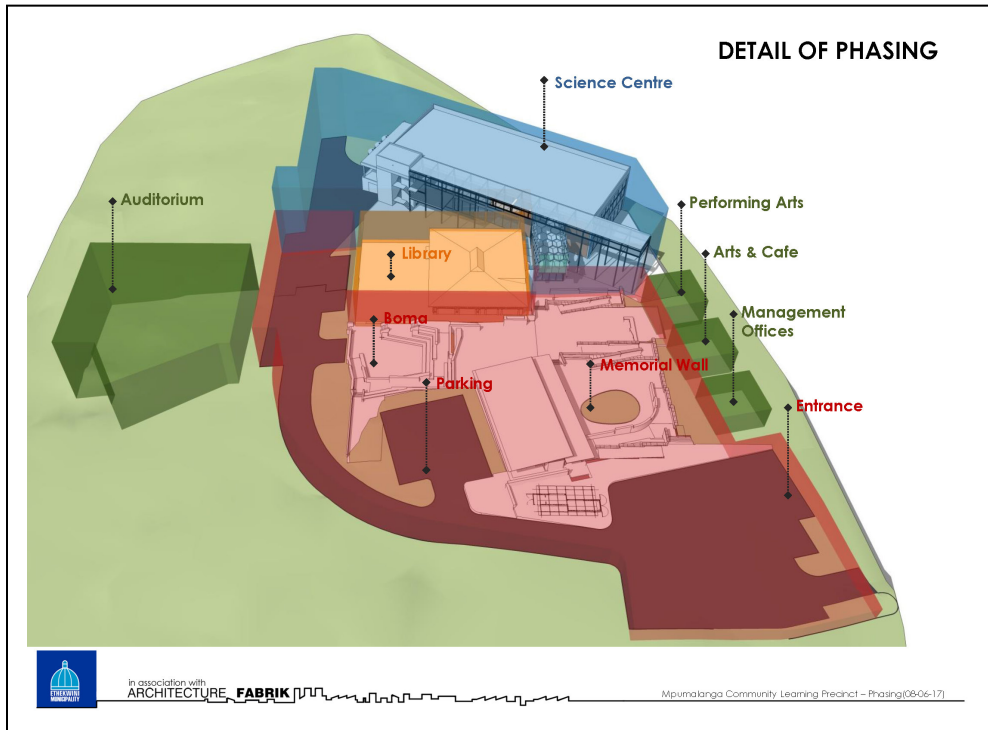 DETAIL OF PHASING
Science Centre
Auditorium
Performing Arts
Library
Arts & Cafe
Boma
Management
Offices
Memorial Wall
Parking
Entrance
ETHEKWINI
MUNICIPALITY
in association with
ARCHITECTURE FABRIK
Mpumalanga Community Learning Precinct – Phasing(08-06-17)